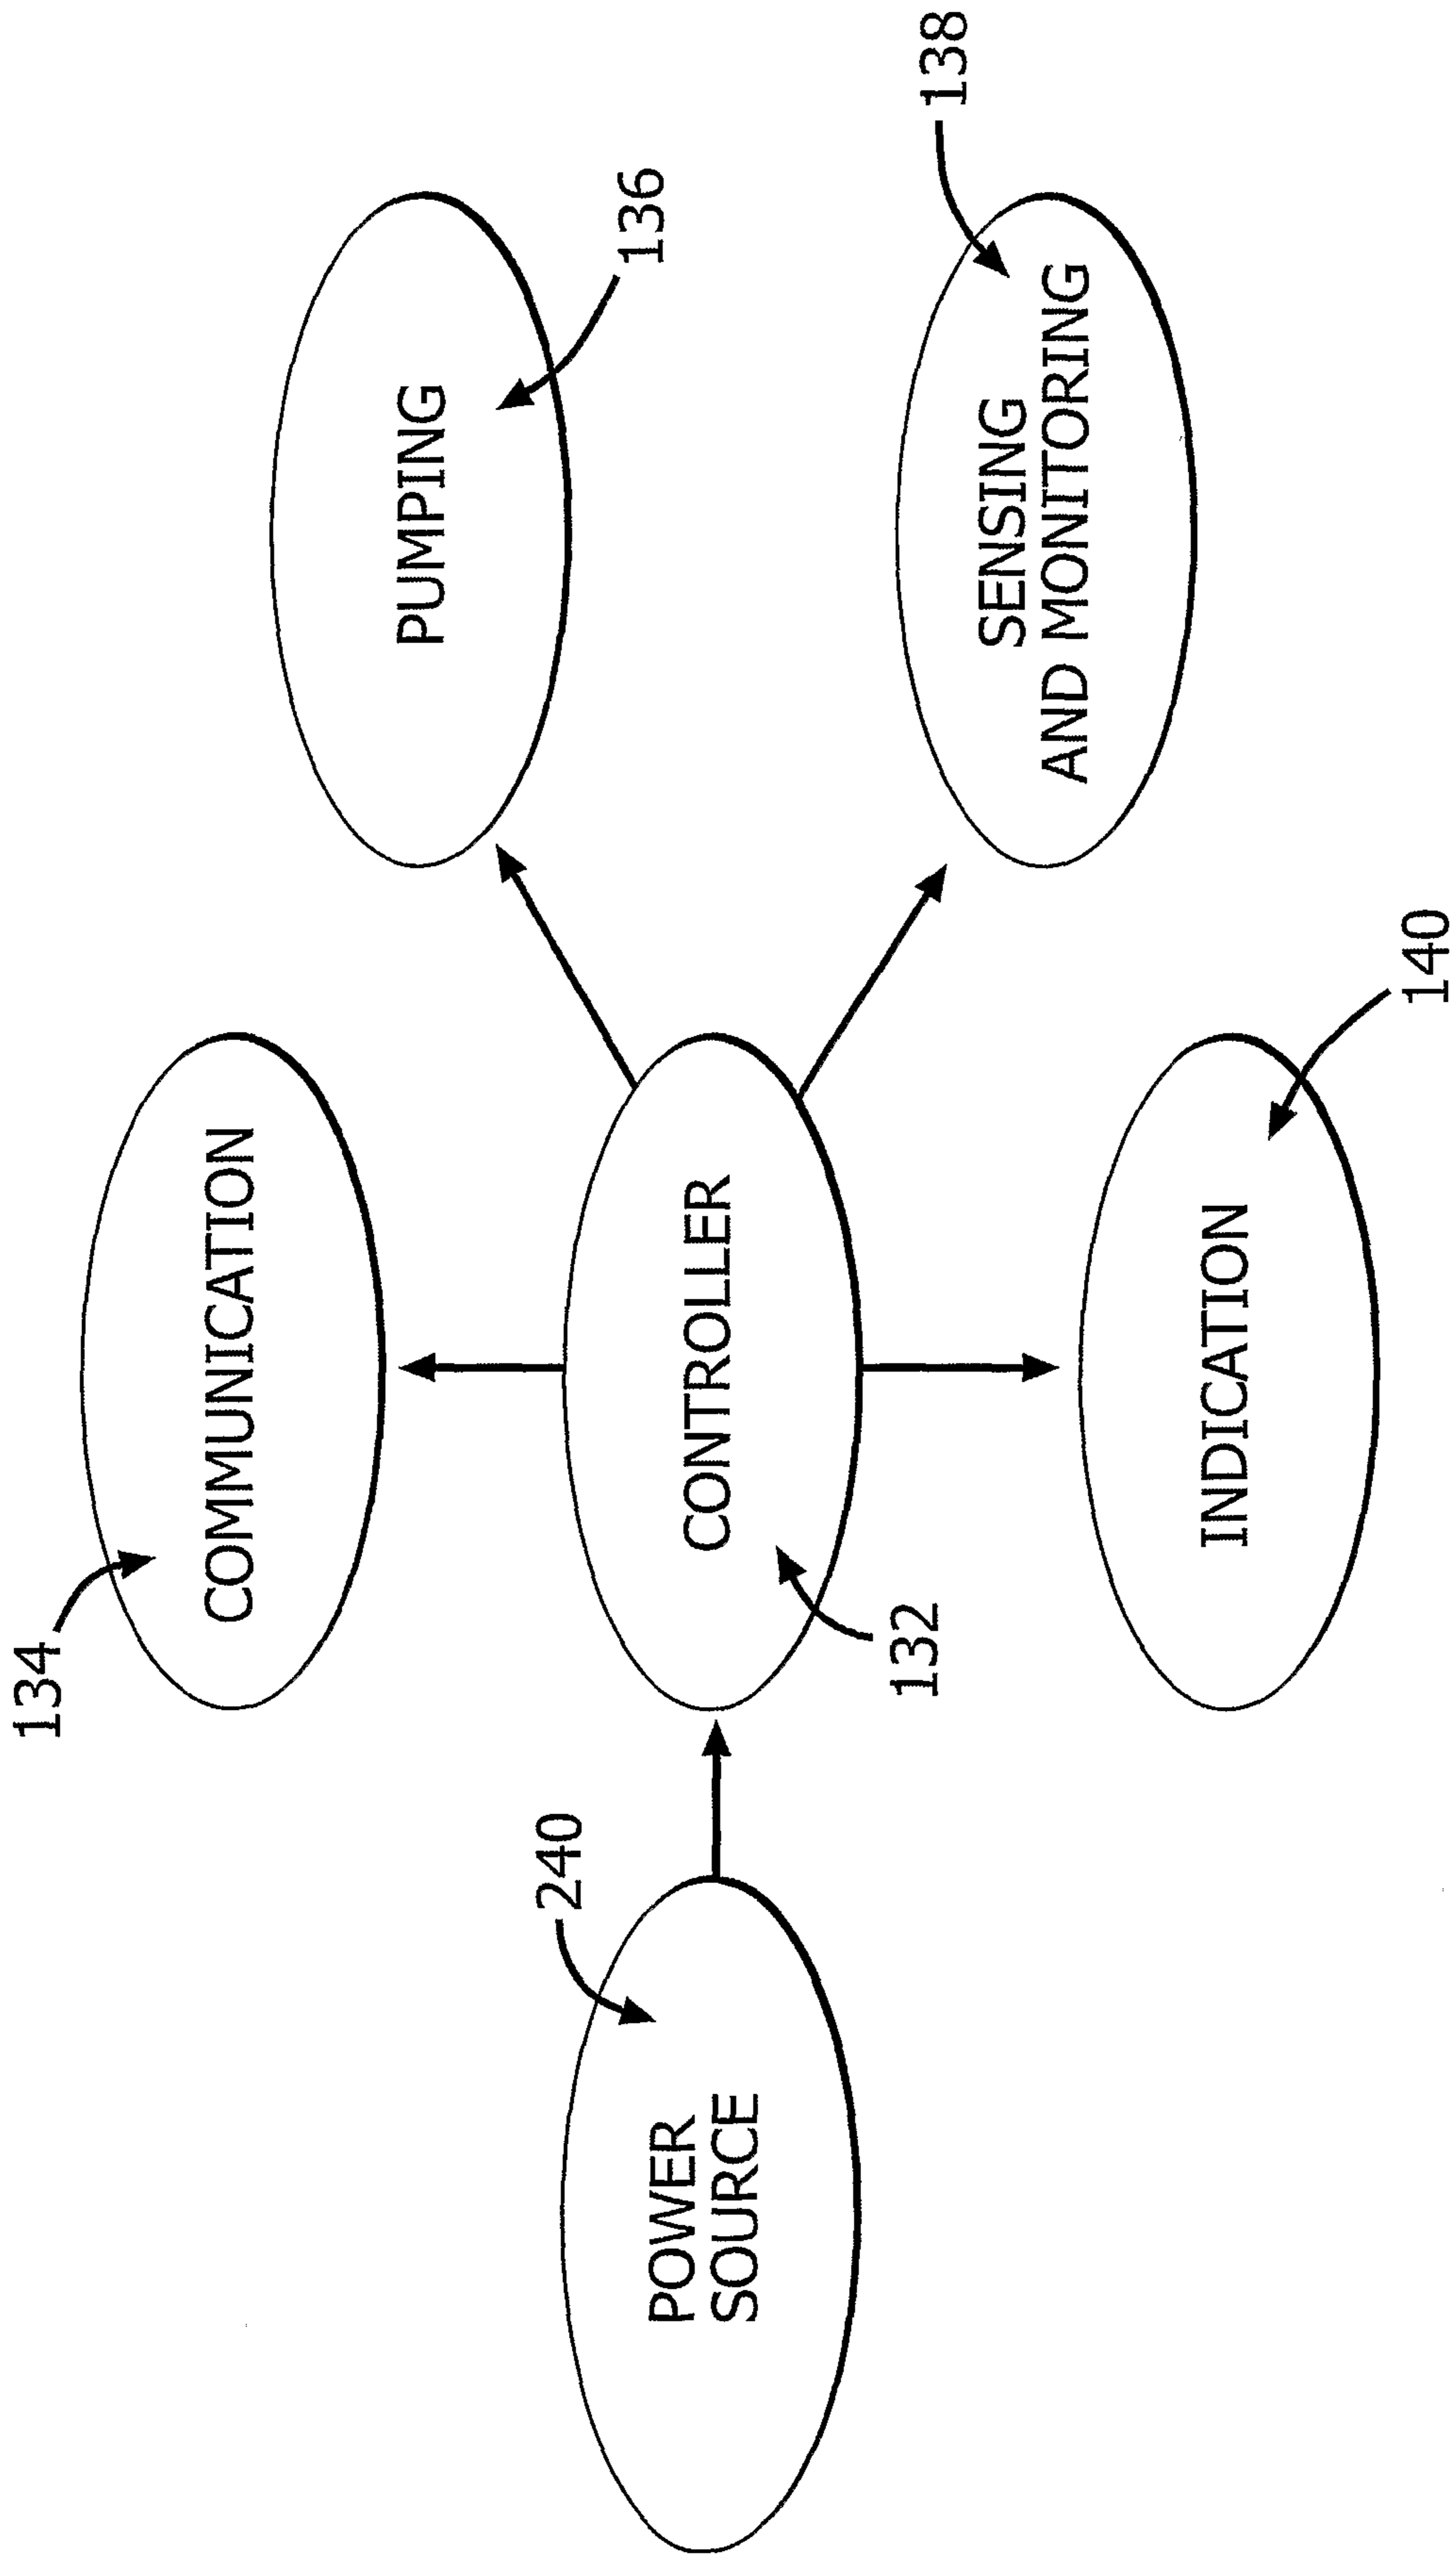 134
COMMUNICATION
PUMPING
136
240
POWER
SOURCE
CONTROLLER
132
138
SENSING
AND MONITORING
INDICATION
140